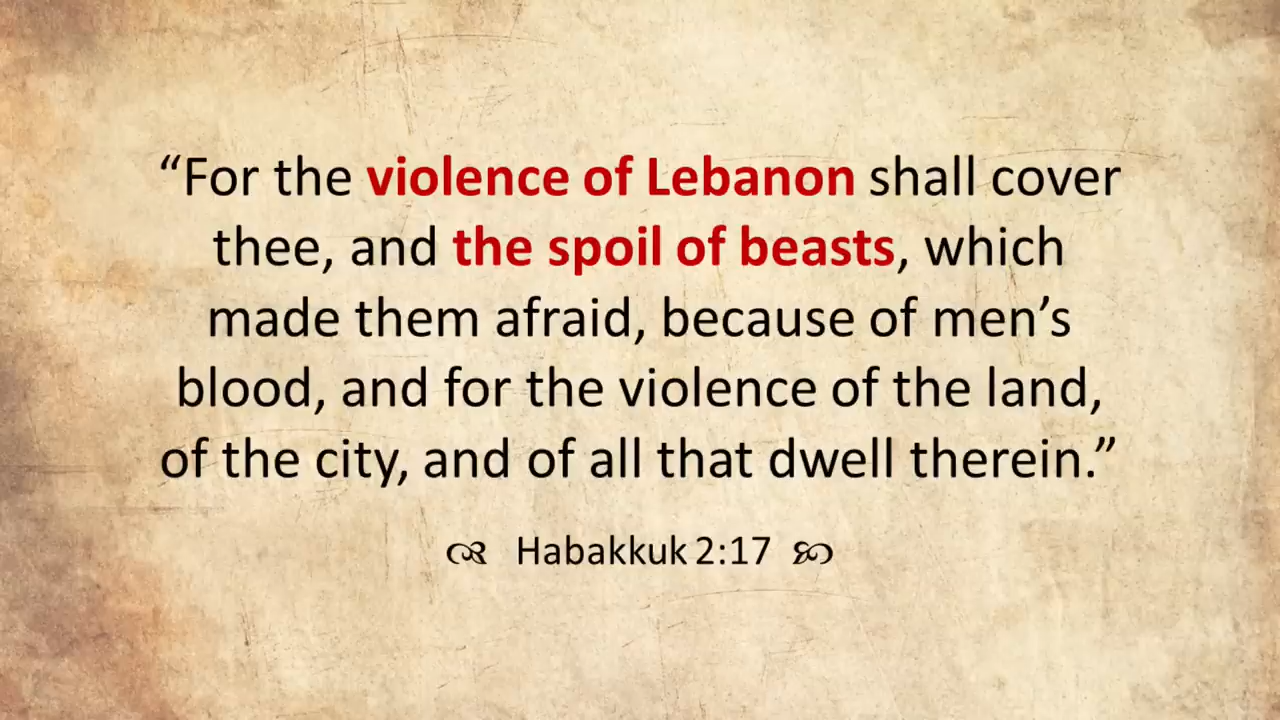 “For the violence of Lebanon shall cover
thee, and the spoil of beasts, which
made them afraid, because of men’s
blood, and for the violence of the land,
of the city, and of all that dwell therein.”
Habakkuk 2:17